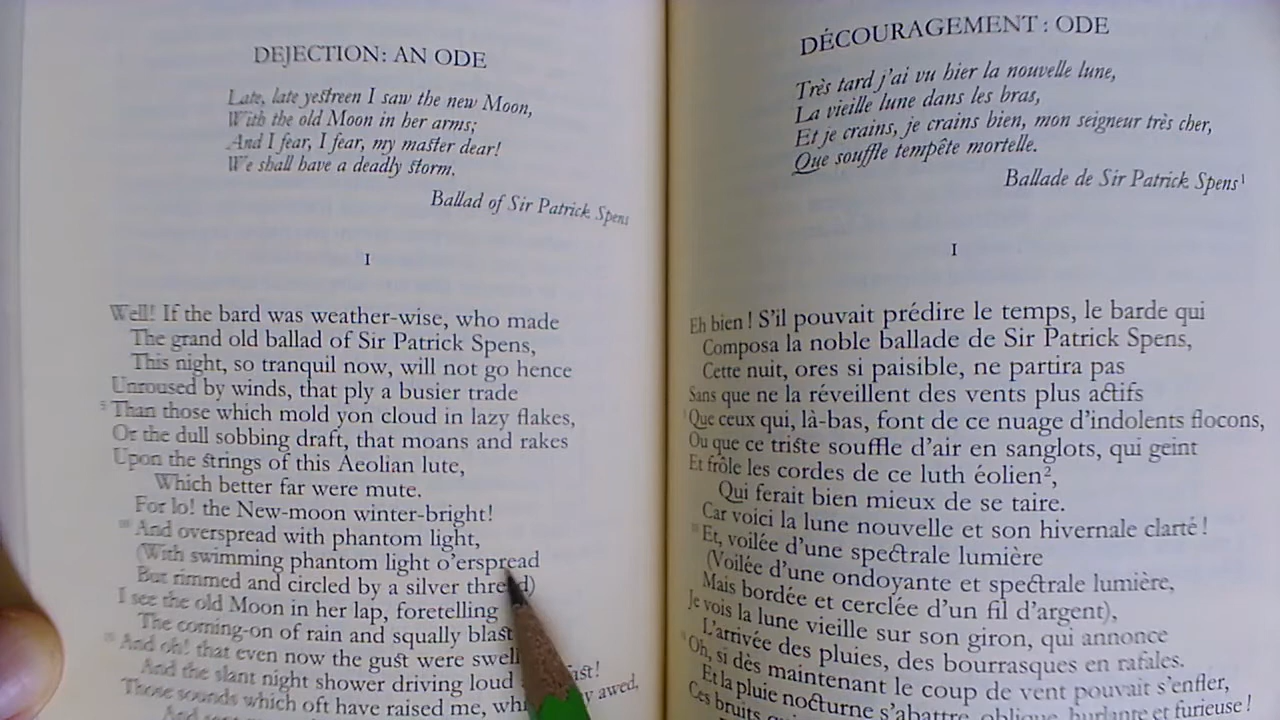 DEJECTION: AN ODE
Late, late yestreen I saw the new Moon,
With the old Moon in her arms;
And I fear, I fear, my master dear!
We shall have a deadly storm.
Ballad of Sir Patrick Spens
I
Well! If the bard was weather-wise, who made
The grand old ballad of Sir Patrick Spens,
This night, so tranquil now, will not go hence
Unroused by winds, that ply a busier trade
5 Than those which mold yon cloud in lazy flakes,
Or the dull sobbing draft, that moans and rakes
Upon the strings of this Aeolian lute,
Which better far were mute.
For lo! the New-moon winter-bright!
10 And overspread with phantom light,
(With swimming phantom light o'erspread
But rimmed and circled by a silver thread)
I see the old Moon in her lap, foretelling
The coming-on of rain and squally blast
15 And oh! that even now the gust were swell
And the slant night shower driving loud
Those sounds which oft have raised me, awed,
DÉCOURAGEMENT : ODE
Très tard j'ai vu hier la nouvelle lune,
La vieille lune dans les bras,
Et je crains, je crains bien, mon seigneur très cher,
Que souffle tempête mortelle.
Ballade de Sir Patrick Spens¹
I
Eh bien ! S'il pouvait prédire le temps, le barde qui
Composa la noble ballade de Sir Patrick Spens,
Cette nuit, ores si paisible, ne partira pas
Sans que ne la réveillent des vents plus actifs
Que ceux qui, là-bas, font de ce nuage d'indolents flocons,
Ou que ce triste souffle d'air en sanglots, qui geint
Et frôle les cordes de ce luth éolien²,
Qui ferait bien mieux de se taire.
Car voici la lune nouvelle et son hivernale clarté !
Et, voilée d'une spectrale lumière
(Voilée d'une ondoyante et spectrale lumière,
Mais bordée et cerclée d'un fil d'argent),
Je vois la lune vieille sur son giron, qui annonce
L'arrivée des pluies, des bourrasques en rafales.
Oh, si dès maintenant le coup de vent pouvait s'enfler,
Et la pluie nocturne s'abattre, oblique, hurlante et furieuse !
Ces bruits